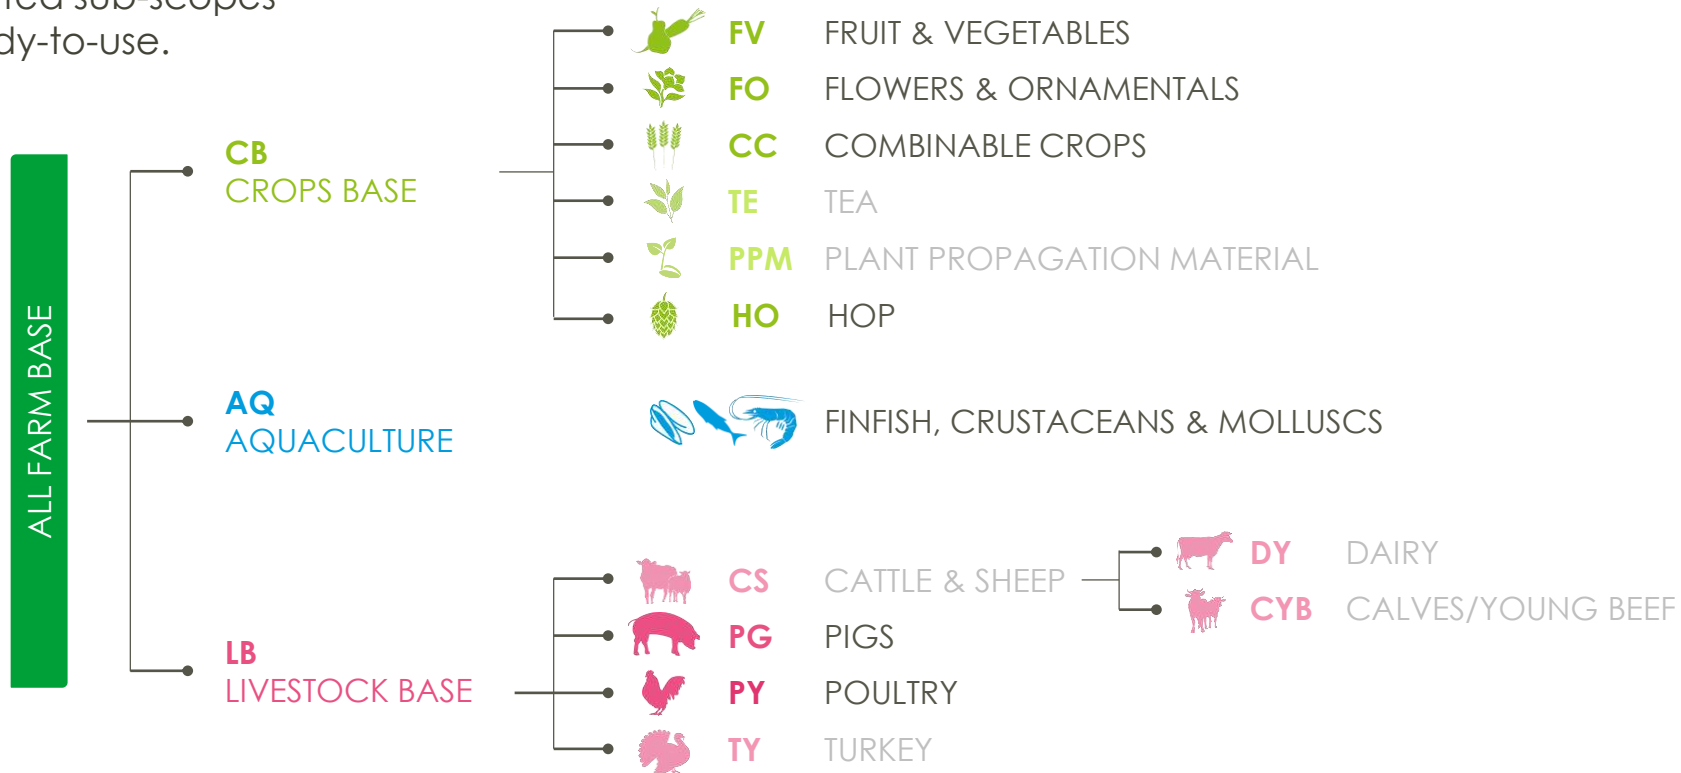 sub-scopes
dy-to-use.
ALL FARM BASE
CB
CROPS BASE
FV FRUIT & VEGETABLES
FO FLOWERS & ORNAMENTALS
CC COMBINABLE CROPS
TE TEA
PPM PLANT PROPAGATION MATERIAL
HO HOP
AQ
AQUACULTURE
FINFISH, CRUSTACEANS & MOLLUSCS
LB
LIVESTOCK BASE
CS CATTLE & SHEEP
DY DAIRY
CYB CALVES/YOUNG BEEF
PG PIGS
PY POULTRY
TY TURKEY